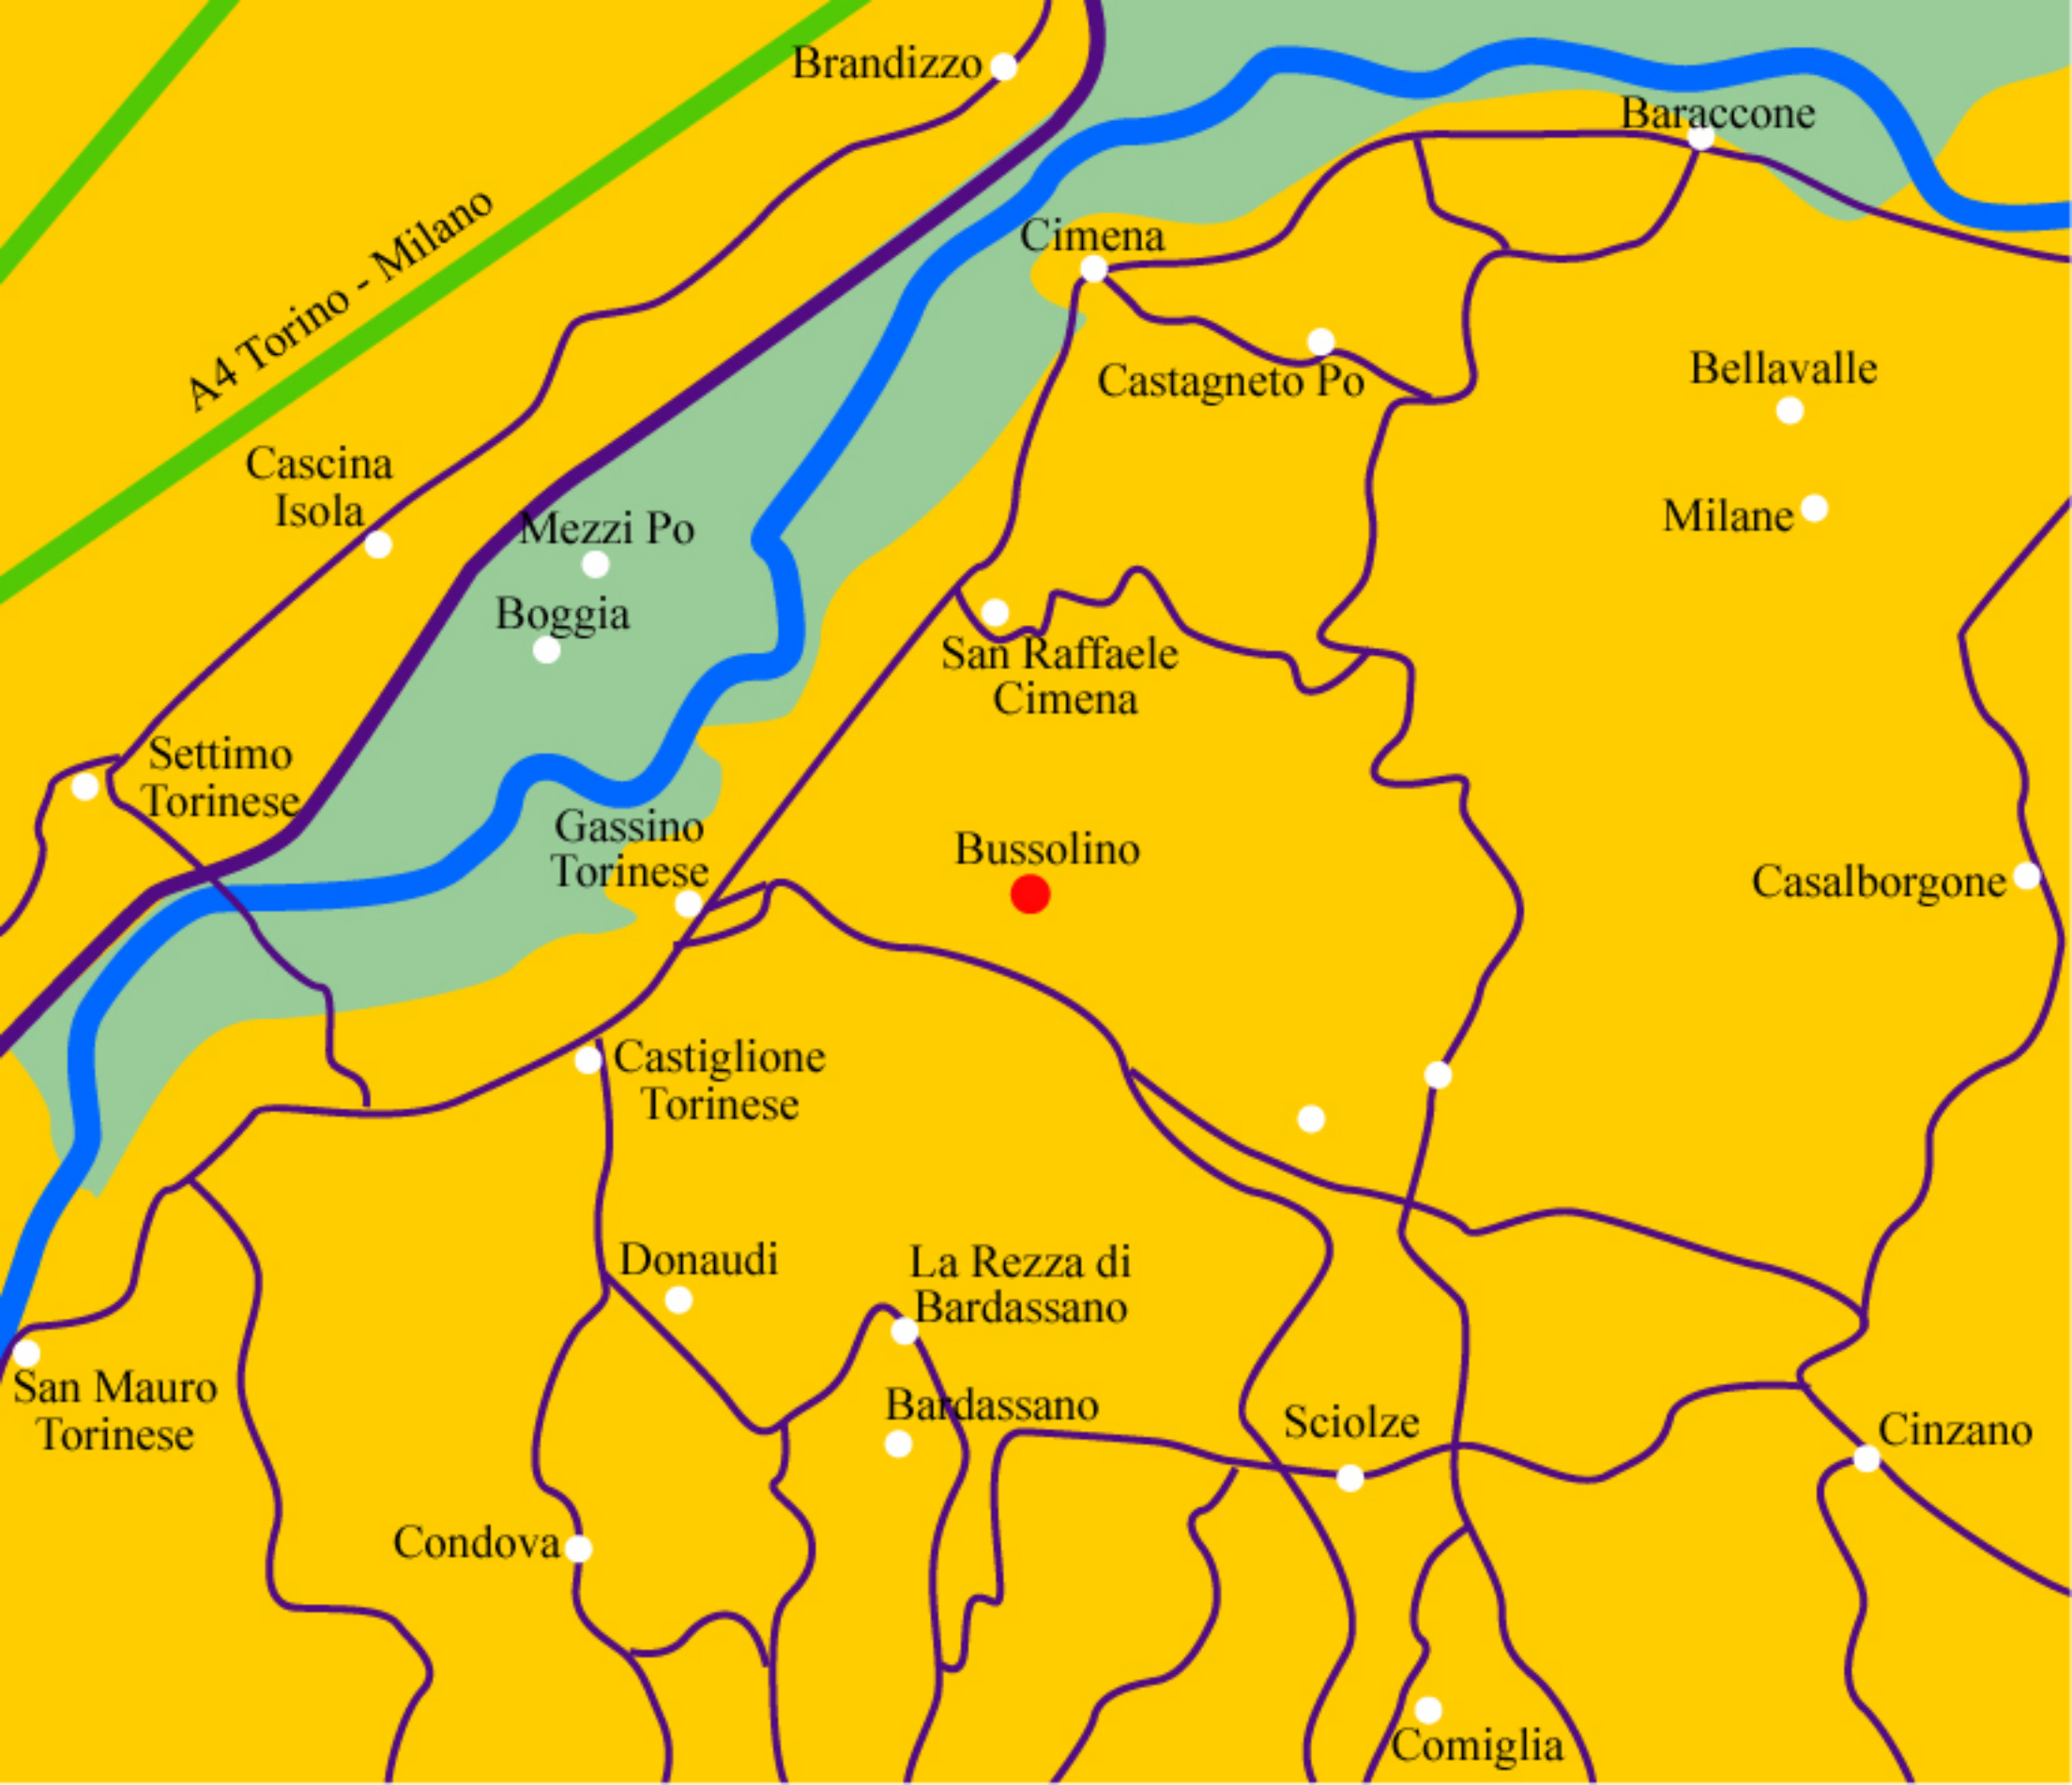 Brandizzo
Baraccone
A4 Torino - Milano
Cimena
Castagneto Po
Bellavalle
Cascina
Isola
Milane
Mezzi Po
Boggia
San Raffaele
Cimena
Settimo
Torinese
Gassino
Torinese
Bussolino
Casalborgone
Castiglione
Torinese
Donaudi
La Rezza di
Bardassano
San Mauro
Torinese
Bardassano
Sciolze
Cinzano
Condova
Comiglia